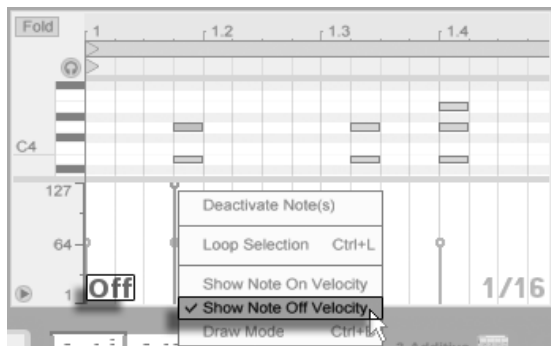 Fold
1 1.2 1.3 1.4
C4
127
Deactivate Note(s)
64
Loop Selection Ctrl+L
Show Note On Velocity
1 Off 1/16
✓ Show Note Off Velocity
Draw Mode